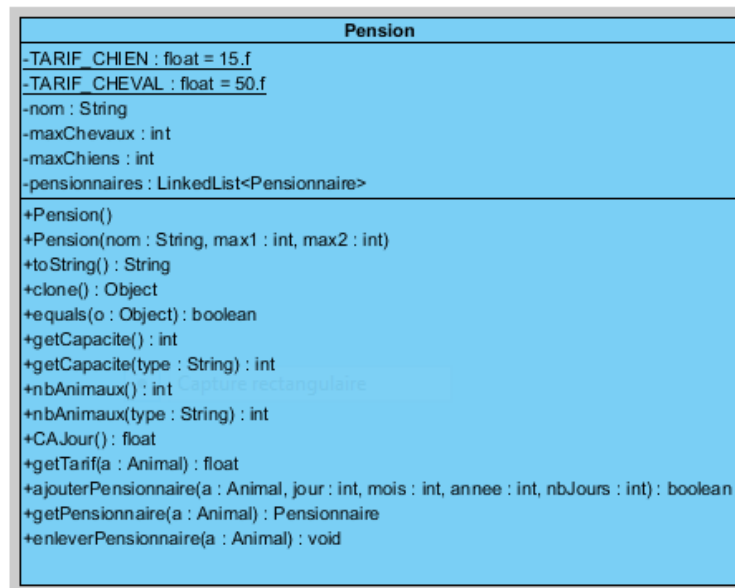 Pension
-TARIF_CHIEN : float = 15.f
-TARIF_CHEVAL : float = 50.f
-nom : String
-maxChevaux : int
-maxChiens : int
-pensionnaires : LinkedList<Pensionnaire>
+Pension()
+Pension(nom : String, max1 : int, max2 : int)
+toString() : String
+clone() : Object
+equals(o : Object) : boolean
+getCapacite() : int
+getCapacite(type : String) : int
+nbAnimaux() : int Capture rectangulaire
+nbAnimaux(type : String) : int
+CAJour() : float
+getTarif(a : Animal) : float
+ajouterPensionnaire(a : Animal, jour : int, mois : int, annee : int, nbJours : int) : boolean
+getPensionnaire(a : Animal) : Pensionnaire
+enleverPensionnaire(a : Animal) : void